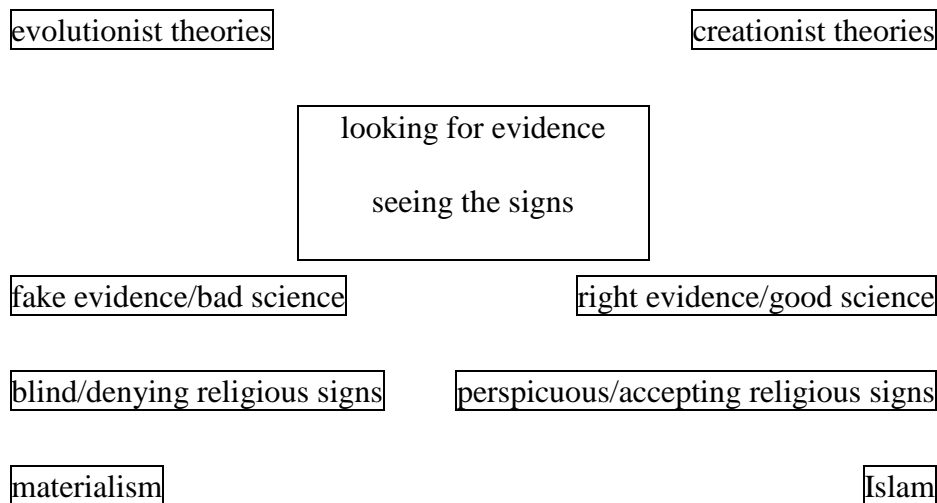 evolutionist theories creationist theories
looking for evidence
seeing the signs
fake evidence/bad science right evidence/good science
blind/denying religious signs perspicuous/accepting religious signs
materialism Islam